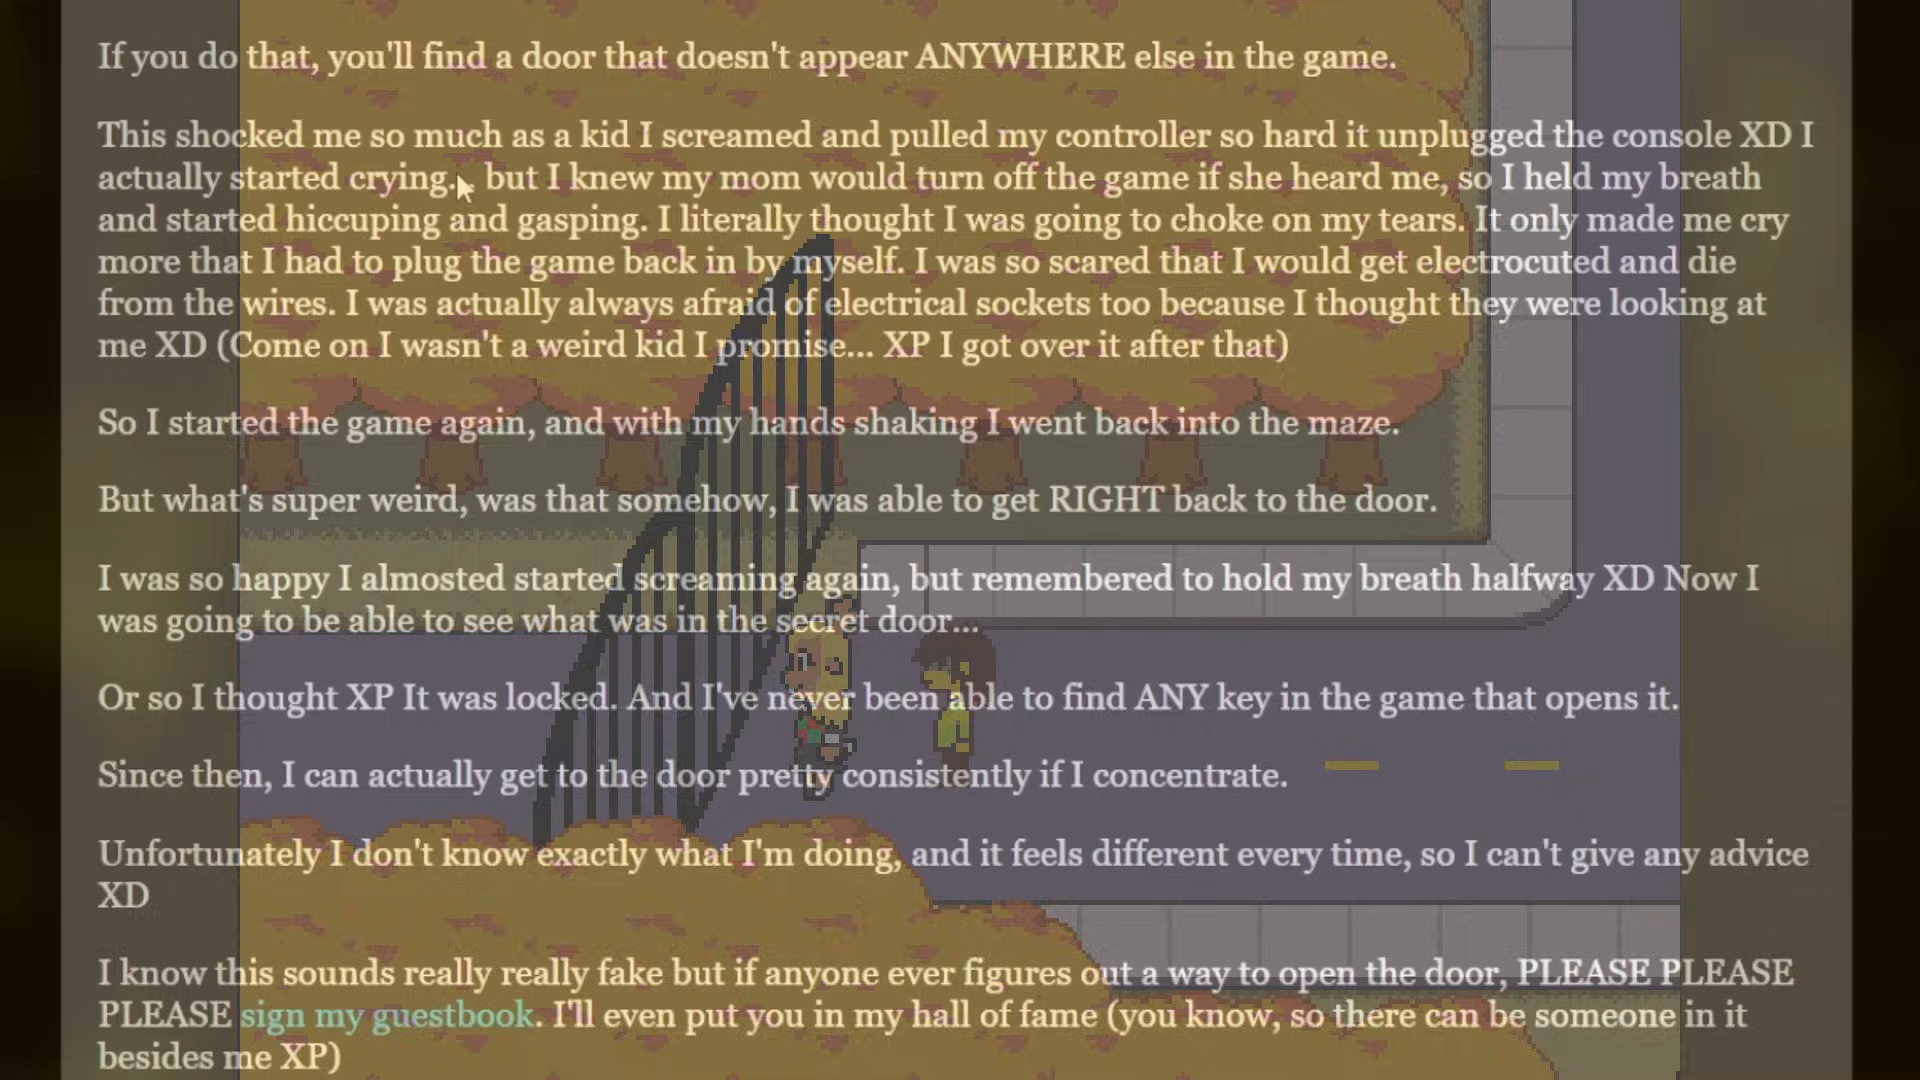 If you do that, you'll find a door that doesn't appear ANYWHERE else in the game.
This shocked me so much as a kid I screamed and pulled my controller so hard it unplugged the console XD I
actually started crying.. but I knew my mom would turn off the game if she heard me, so I held my breath
and started hiccuping and gasping. I literally thought I was going to choke on my tears. It only made me cry
more that I had to plug the game back in by myself. I was so scared that I would get electrocuted and die
from the wires. I was actually always afraid of electrical sockets too because I thought they were looking at
me XD (Come on I wasn't a weird kid I promise... XP I got over it after that)
So I started the game again, and with my hands shaking I went back into the maze.
But what's super weird, was that somehow, I was able to get RIGHT back to the door.
I was so happy I almosted started screaming again, but remembered to hold my breath halfway XD Now I
was going to be able to see what was in the secret door...
Or so I thought XP It was locked. And I've never been able to find ANY key in the game that opens it.
Since then, I can actually get to the door pretty consistently if I concentrate.
Unfortunately I don't know exactly what I'm doing, and it feels different every time, so I can't give any advice
XD
I know this sounds really really fake but if anyone ever figures out a way to open the door, PLEASE PLEASE
PLEASE sign my guestbook. I'll even put you in my hall of fame (you know, so there can be someone in it
besides me XP)